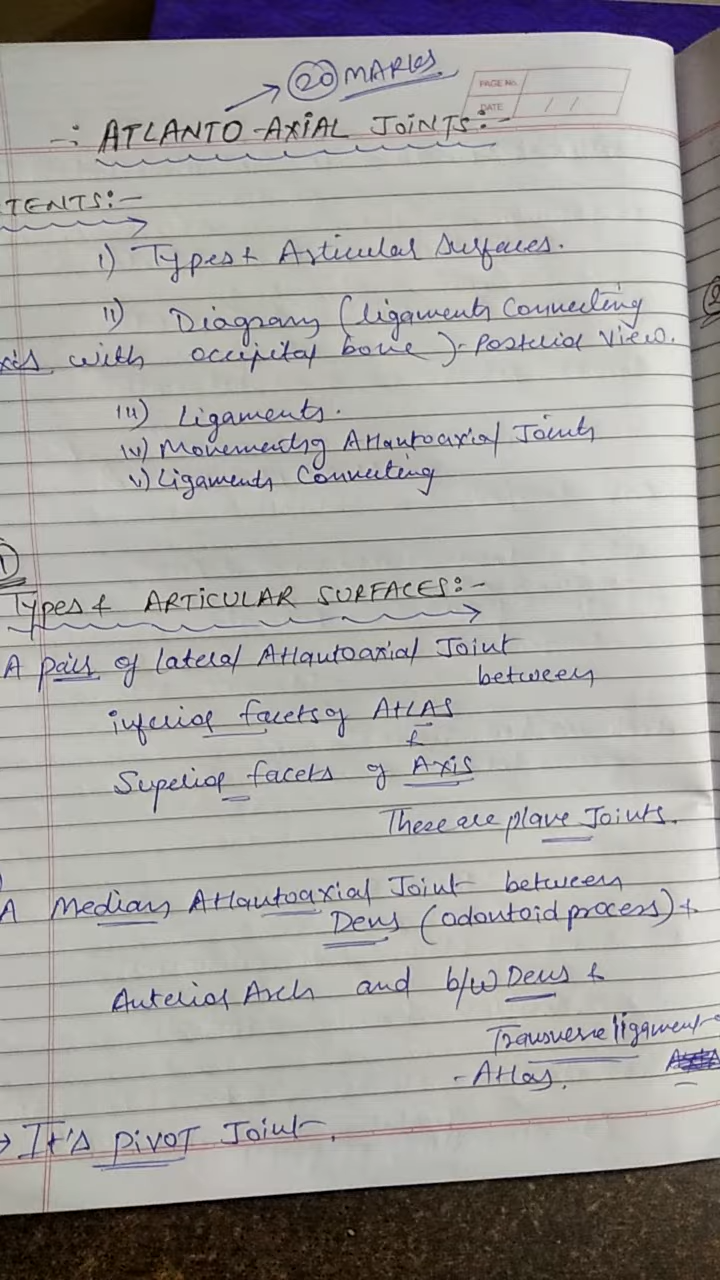 → 20 MARKS
PAGE No.
DATE / /
-: ATLANTO-AXIAL JOINTS:-
TENTS:-
i) Types & Articular Surfaces.
ii) Diagram (ligaments Connecting
xis with occipital bone)-Posterior View.
iii) Ligaments.
iv) Movements of Atlantoaxial Joints
v) Ligaments Connecting
Types & ARTICULAR SURFACES:-
A pair of lateral Atlantoaxial Joint
between
inferior facets of ATLAS
&
Superior facets of Axis
These are plane Joints.
A Median Atlantoaxial Joint between
Dens (odontoid process) &
Anterior Arch and b/w Dens &
Transverse ligament
- Atlas.
→ It's PIVOT Joint.